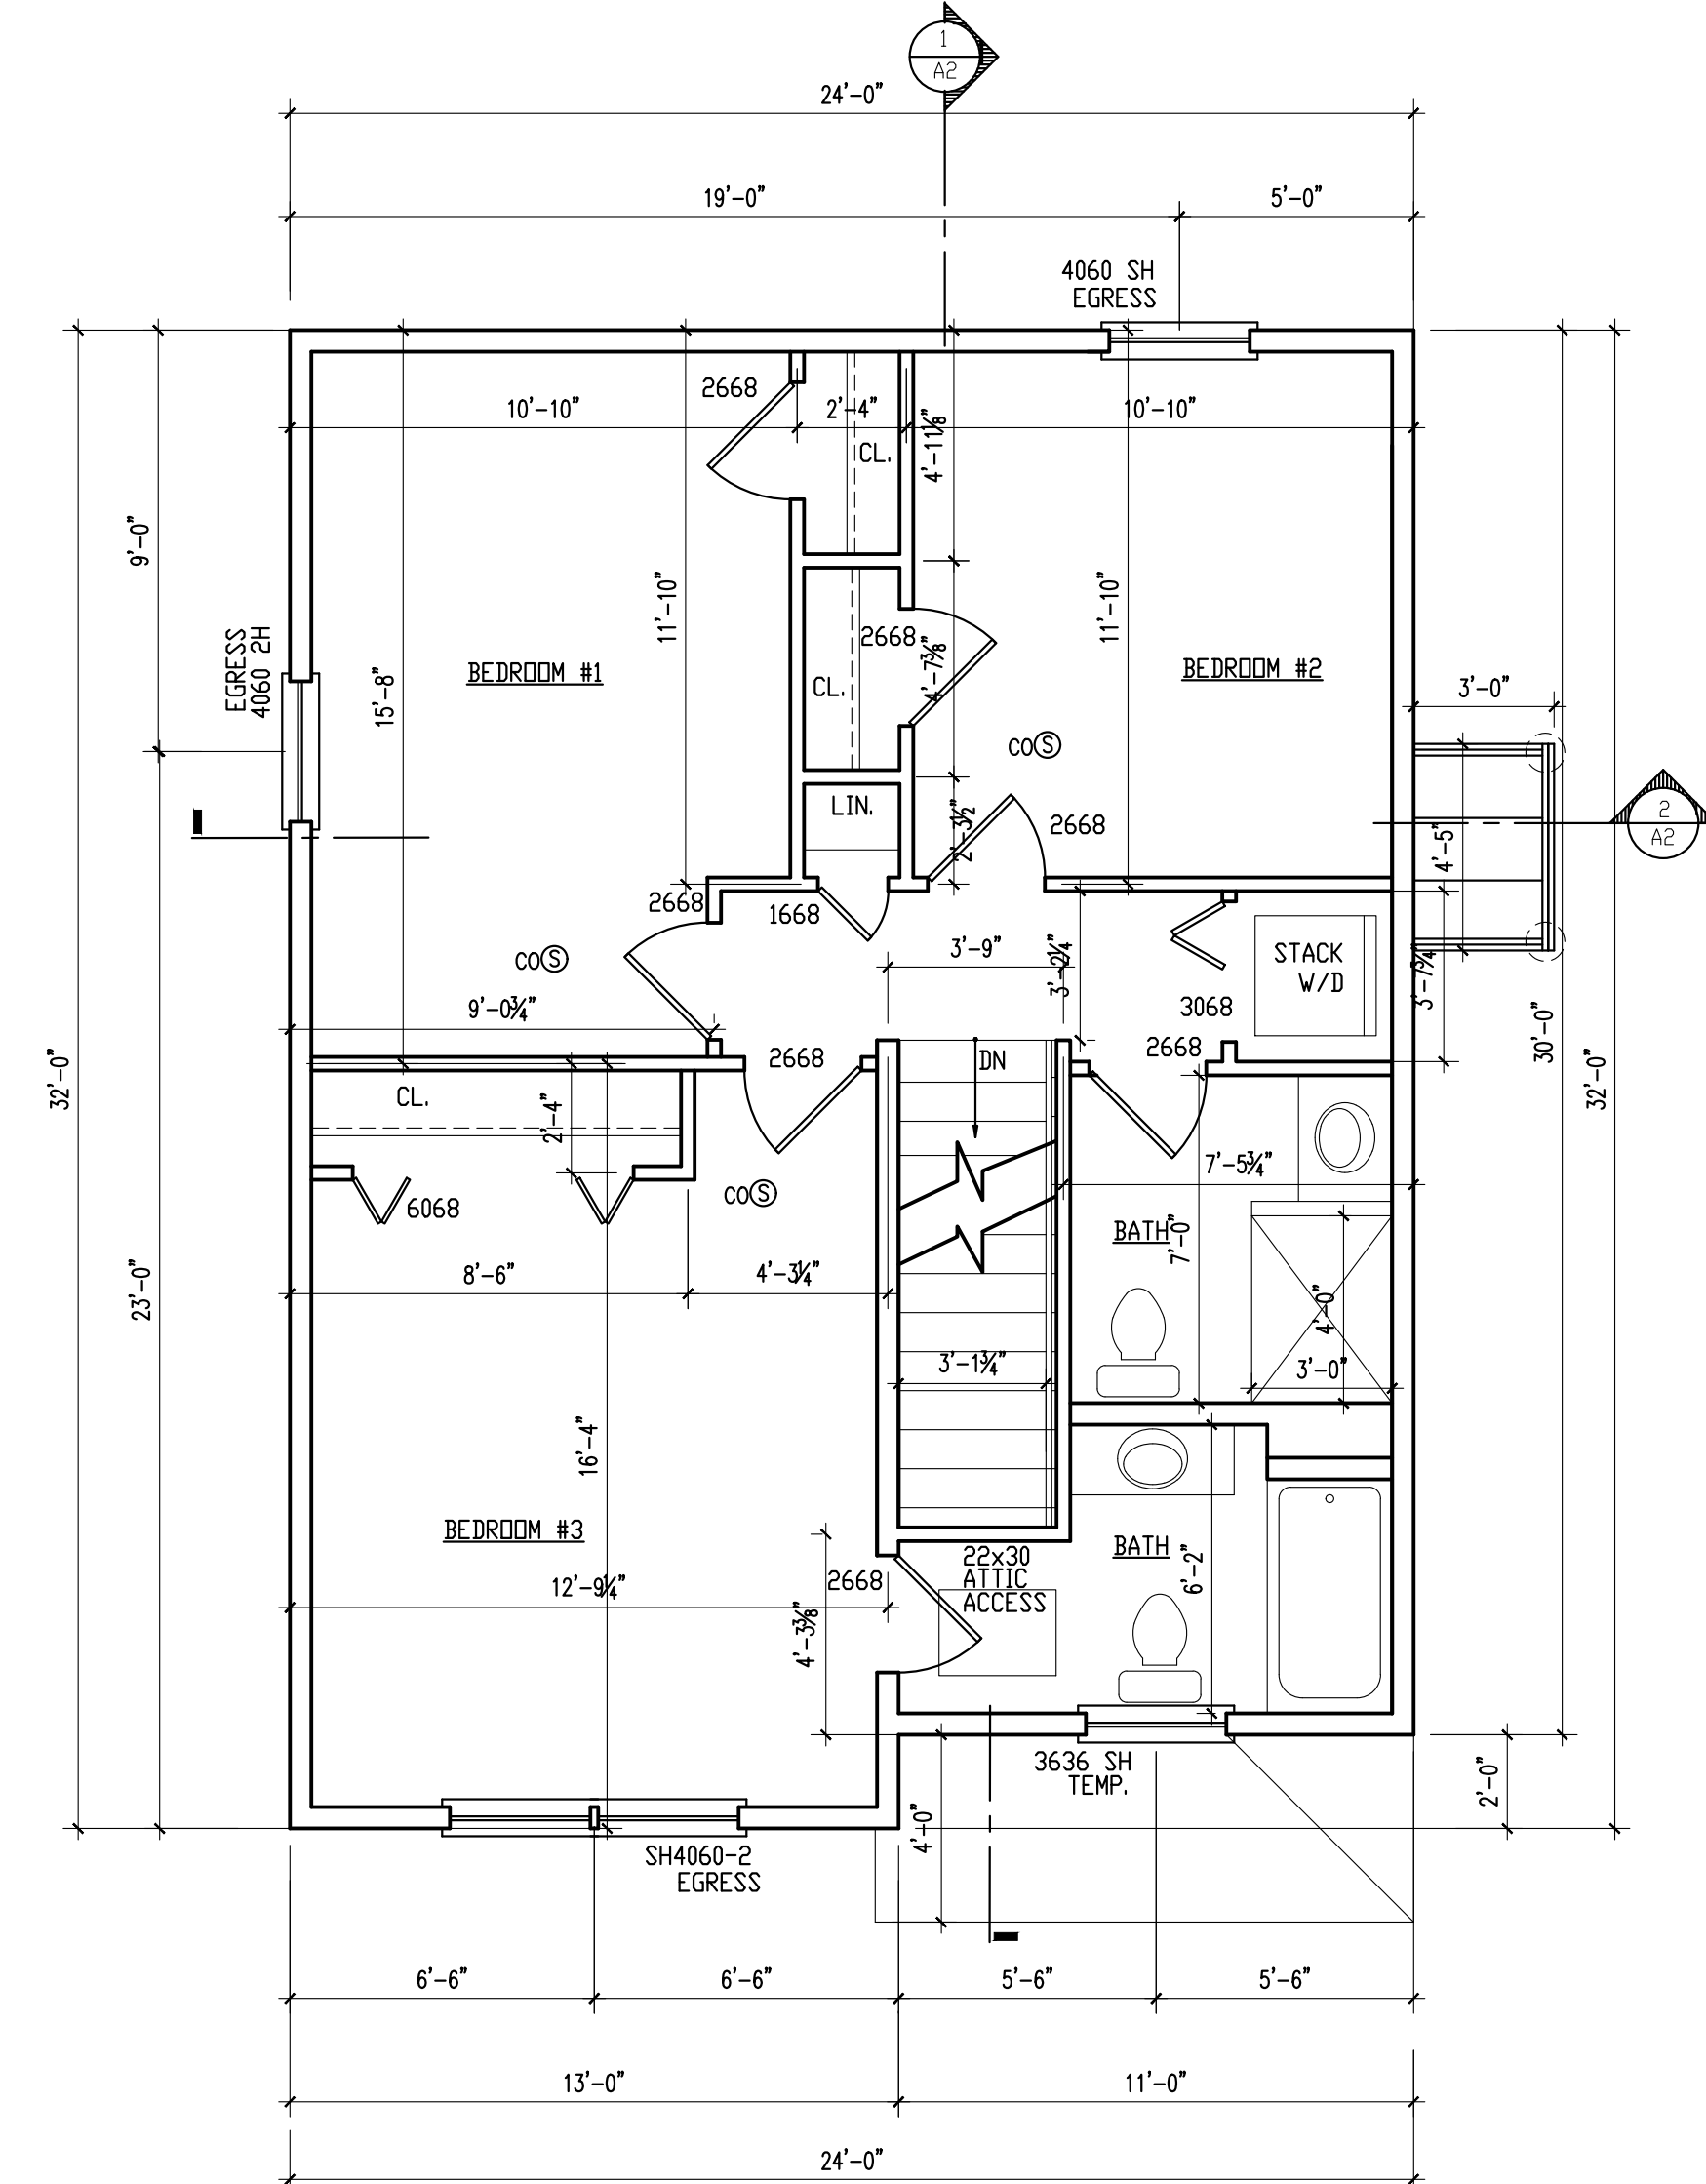 1
A2
24'-0"
19'-0"
5'-0"
4060 SH
EGRESS
2668
10'-10"
2'-4"
10'-10"
4'-11⅛"
CL.
9'-0"
11'-10"
11'-10"
2668
4'-7⅜"
EGRESS
4060 2H
BEDROOM #1
BEDROOM #2
15'-8"
CL.
3'-0"
CO S
LIN.
2'-3½"
2668
4'-5"
2
A2
2668
1668
CO S
3'-9"
3'-2¼"
STACK
W/D
3'-7¾"
9'-0¾"
3068
30'-0"
2668
2668
DN
32'-0"
32'-0"
CL.
2'-4"
7'-5¾"
CO S
6068
BATH
7'-0"
8'-6"
4'-3¼"
23'-0"
4'-0"
3'-1¾"
3'-0"
16'-4"
BEDROOM #3
22x30
ATTIC
ACCESS
BATH
6'-2"
12'-9¼"
2668
4'-3⅜"
3636 SH
TEMP.
2'-0"
4'-0"
SH4060-2
EGRESS
6'-6"
6'-6"
5'-6"
5'-6"
13'-0"
11'-0"
24'-0"